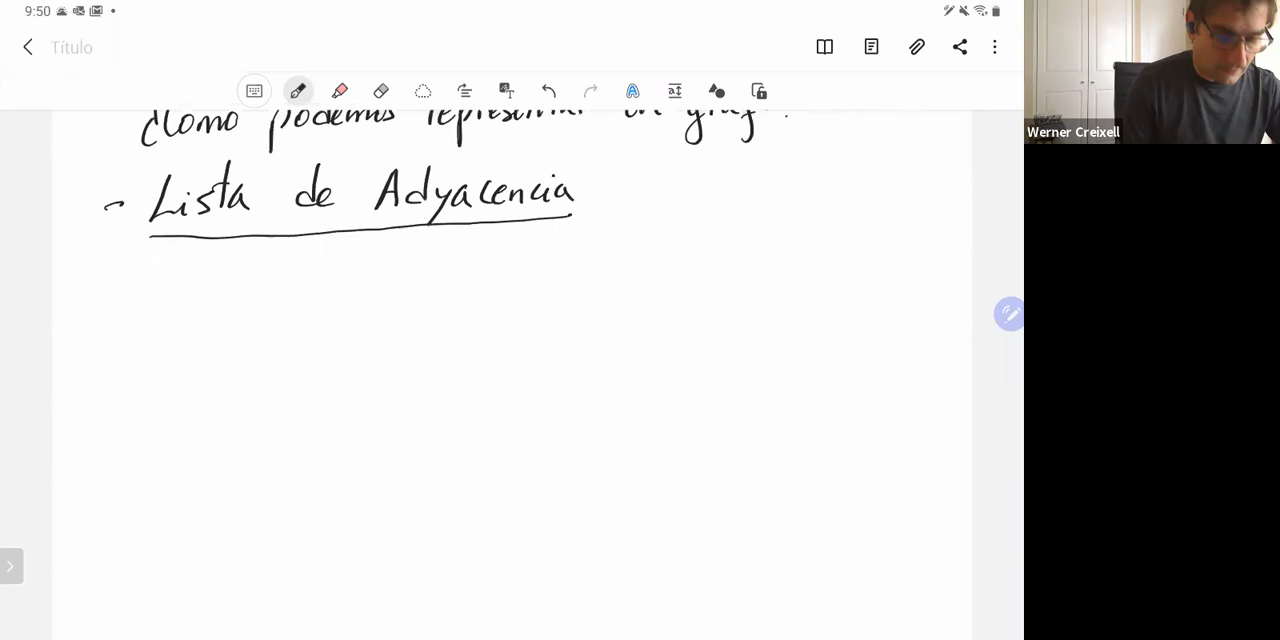 9:50
Título
¿Como podemos representar un grafo?
- Lista de Adyacencia
Werner Creixell